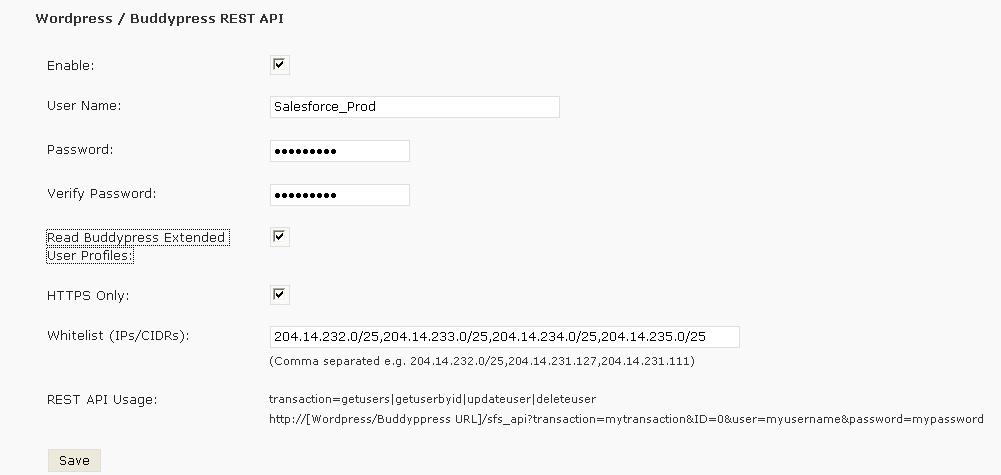 Wordpress / Buddypress REST API
Enable:
User Name: Salesforce_Prod
Password: •••••••••
Verify Password: •••••••••
Read Buddypress Extended
User Profiles:
HTTPS Only:
Whitelist (IPs/CIDRs): 204.14.232.0/25,204.14.233.0/25,204.14.234.0/25,204.14.235.0/25
(Comma separated e.g. 204.14.232.0/25,204.14.231.127,204.14.231.111)
REST API Usage: transaction=getusers|getuserbyid|updateuser|deleteuser
http://[Wordpress/Buddyppress URL]/sfs_api?transaction=mytransaction&ID=0&user=myusername&password=mypassword
Save